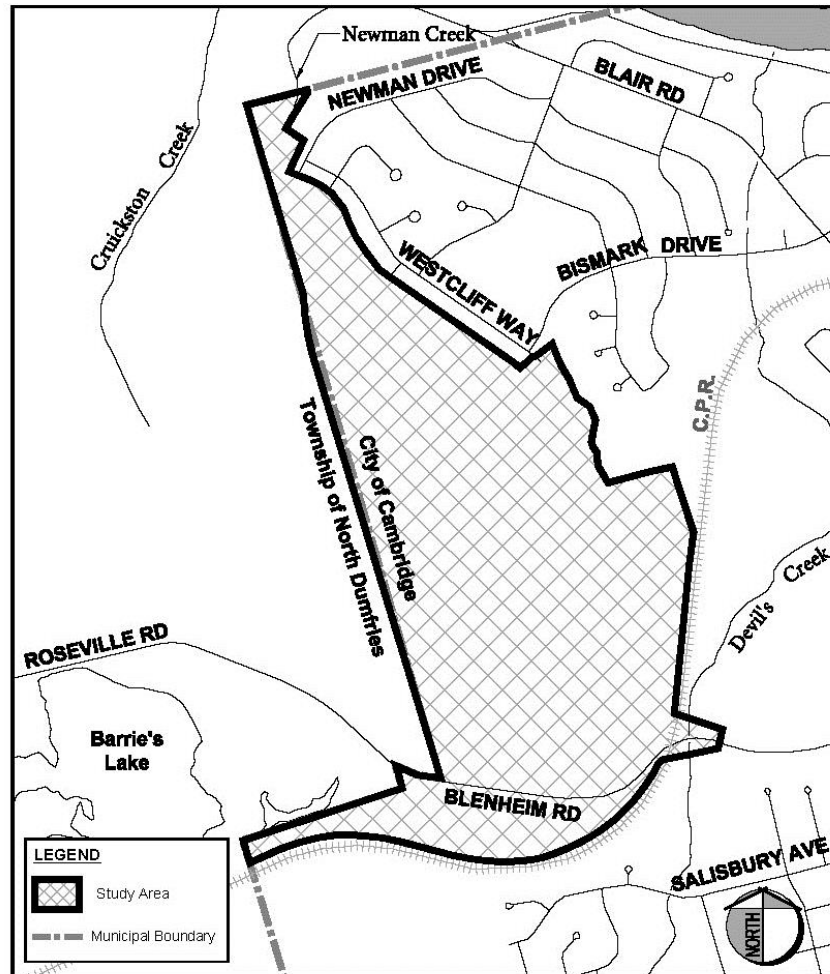 Newman Creek
NEWMAN DRIVE
BLAIR RD
Cruickston Creek
WESTCLIFF WAY
BISMARK DRIVE
C.P.R.
City of Cambridge
Township of North Dumfries
Devil's Creek
ROSEVILLE RD
Barrie's
Lake
BLENHEIM RD
SALISBURY AVE
LEGEND
Study Area
Municipal Boundary
NORTH